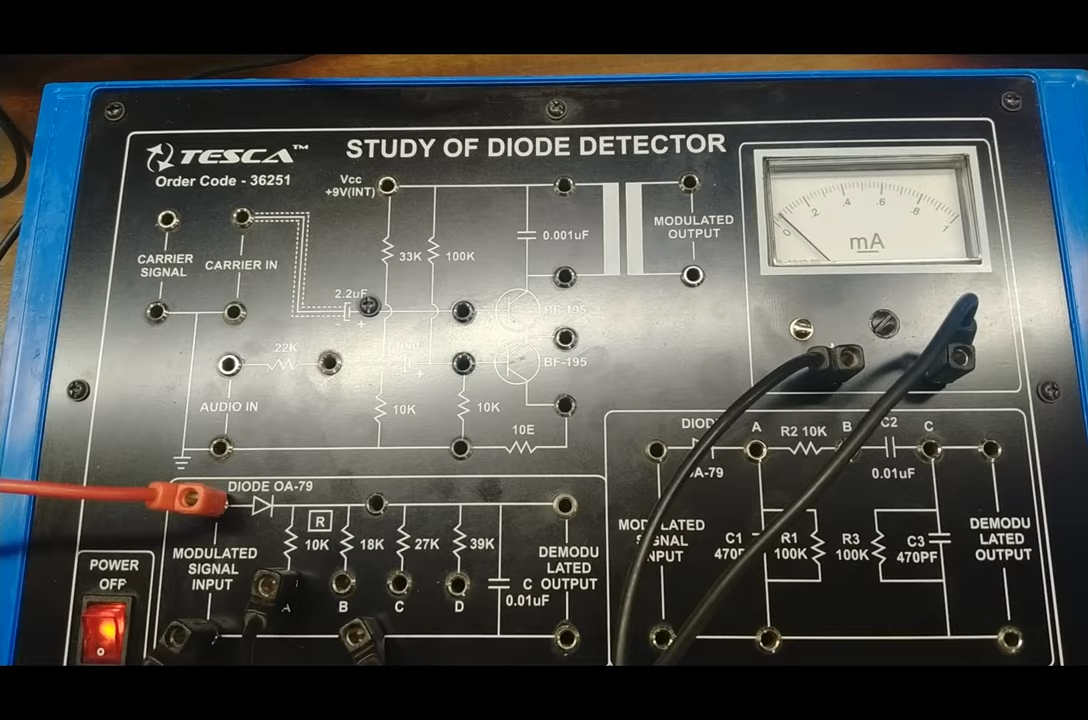 TESCA™
Order Code - 36251
STUDY OF DIODE DETECTOR
Vcc
+9V(INT)
CARRIER
SIGNAL
CARRIER IN
33K
100K
0.001uF
MODULATED
OUTPUT
0
.2
.4
.6
.8
1
mA
2.2uF
+
BF-195
22K
+
BF-195
AUDIO IN
10K
10K
10E
DIODE OA-79
R
10K
18K
27K
39K
MODULATED
SIGNAL
INPUT
A
B
C
D
C
0.01uF
DEMODU
LATED
OUTPUT
POWER
OFF
A
R2 10K
B
C2
C
OA-79
0.01uF
SIGNAL
INPUT
C1
R1
100K
R3
100K
C3
470PF
DEMODU
LATED
OUTPUT